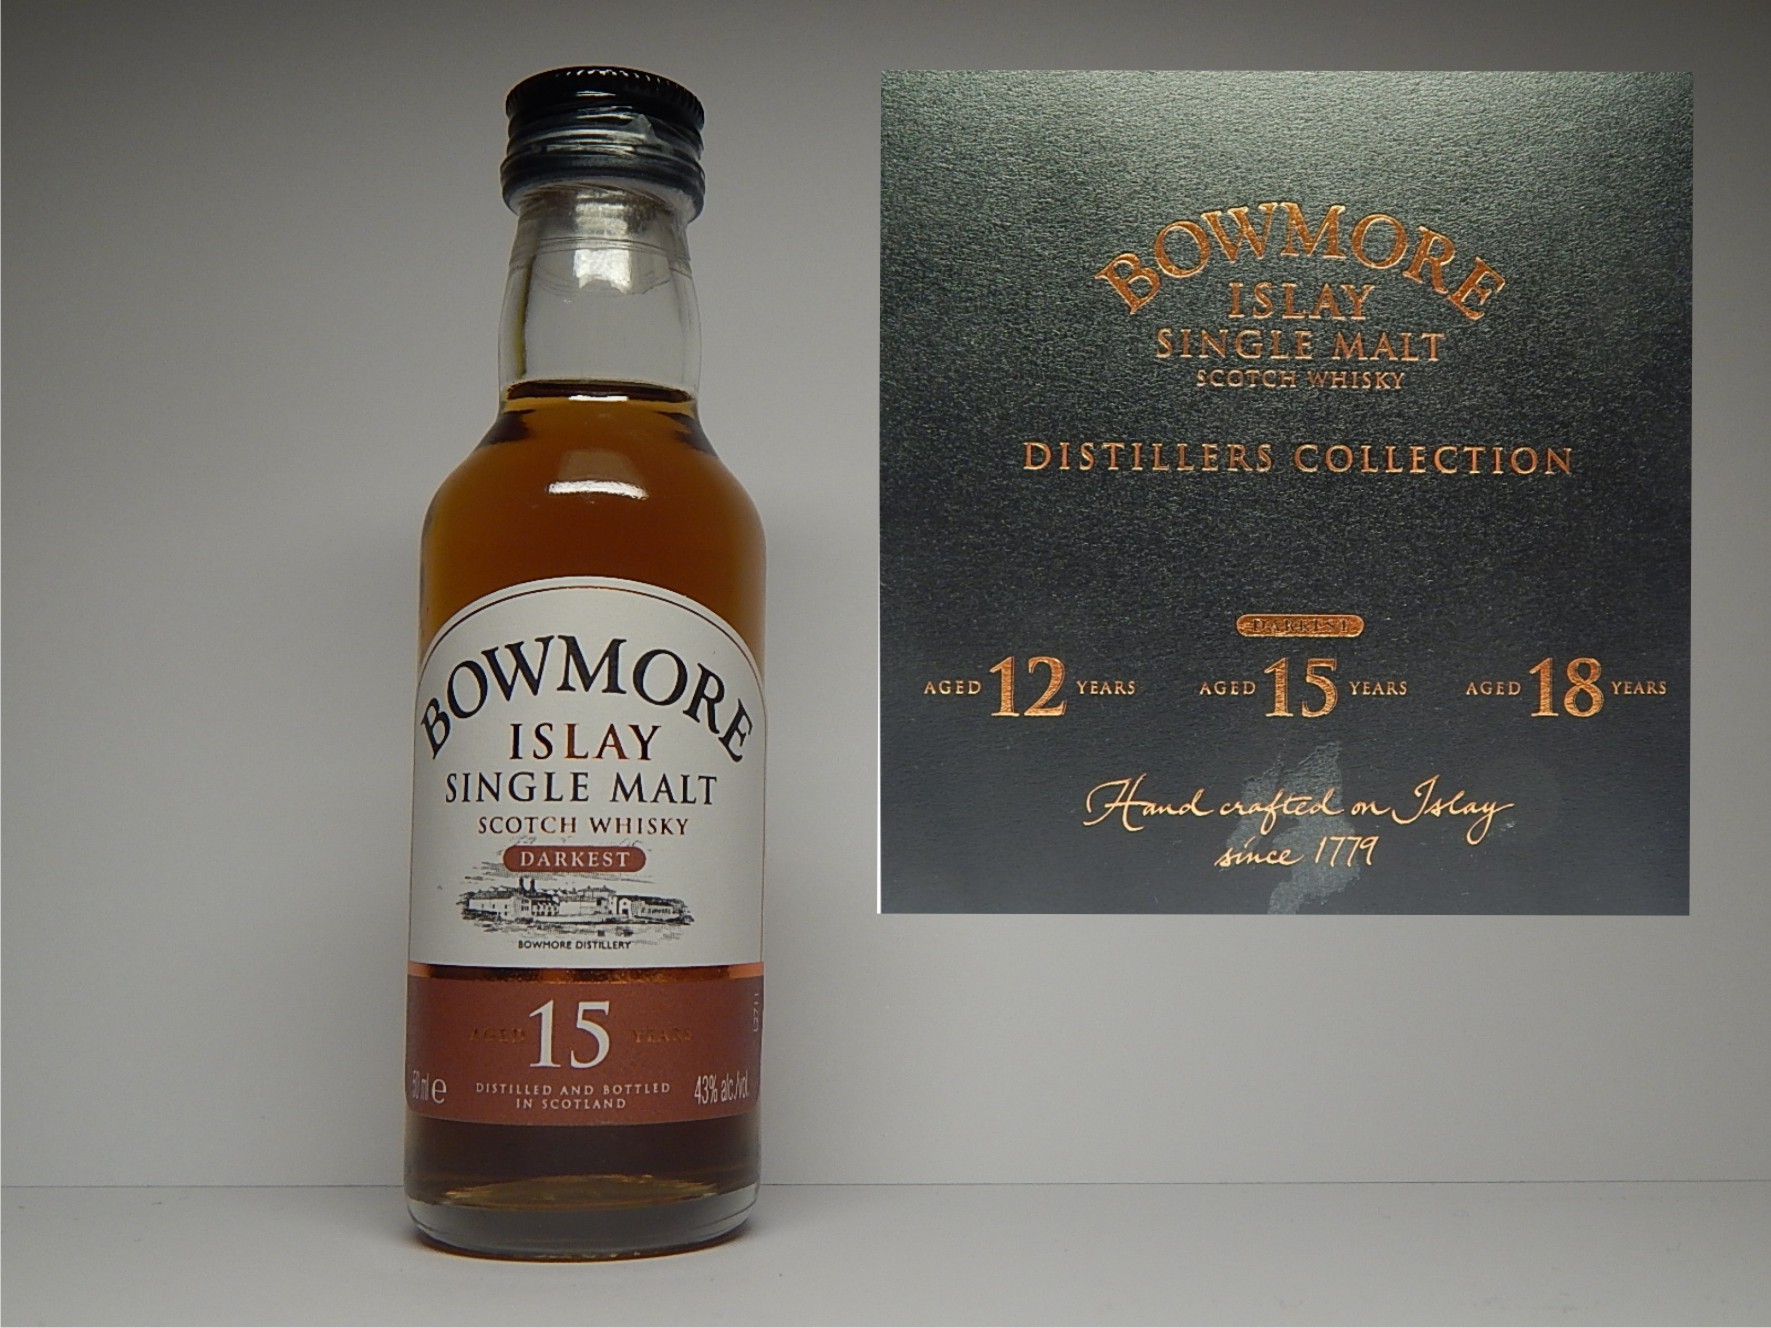 BOWMORE
ISLAY
SINGLE MALT
SCOTCH WHISKY
DARKEST
BOWMORE DISTILLERY
AGED 15 YEARS
50 ml e
DISTILLED AND BOTTLED
IN SCOTLAND
43% alc./vol.
L2711
BOWMORE
ISLAY
SINGLE MALT
SCOTCH WHISKY
DISTILLERS COLLECTION
DARKEST
AGED 12 YEARS
AGED 15 YEARS
AGED 18 YEARS
Hand crafted on Islay
since 1779